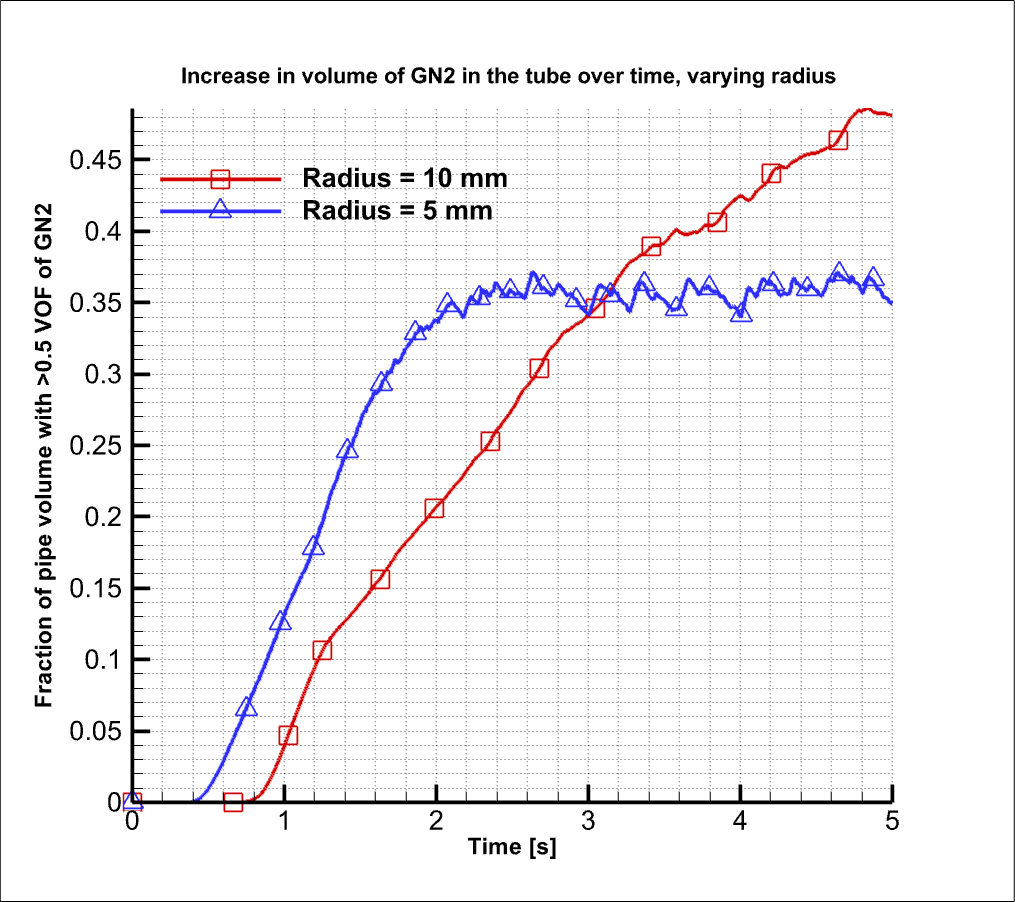 Increase in volume of GN2 in the tube over time, varying radius
Fraction of pipe volume with >0.5 VOF of GN2
0.45
0.4
0.35
0.3
0.25
0.2
0.15
0.1
0.05
0
Radius = 10 mm
Radius = 5 mm
0 1 2 3 4 5
Time [s]